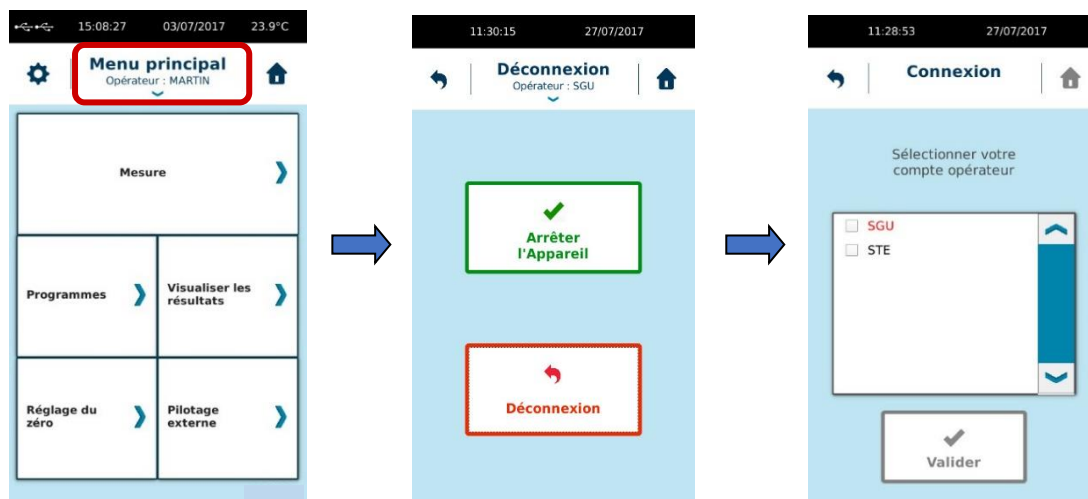 15:08:27 03/07/2017 23.9°C
Menu principal
Opérateur : MARTIN
Mesure
Programmes
Visualiser les
résultats
Réglage du
zéro
Pilotage
externe
11:30:15 27/07/2017
Déconnexion
Opérateur : SGU
Arrêter
l'Appareil
Déconnexion
11:28:53 27/07/2017
Connexion
Sélectionner votre
compte opérateur
SGU
STE
Valider